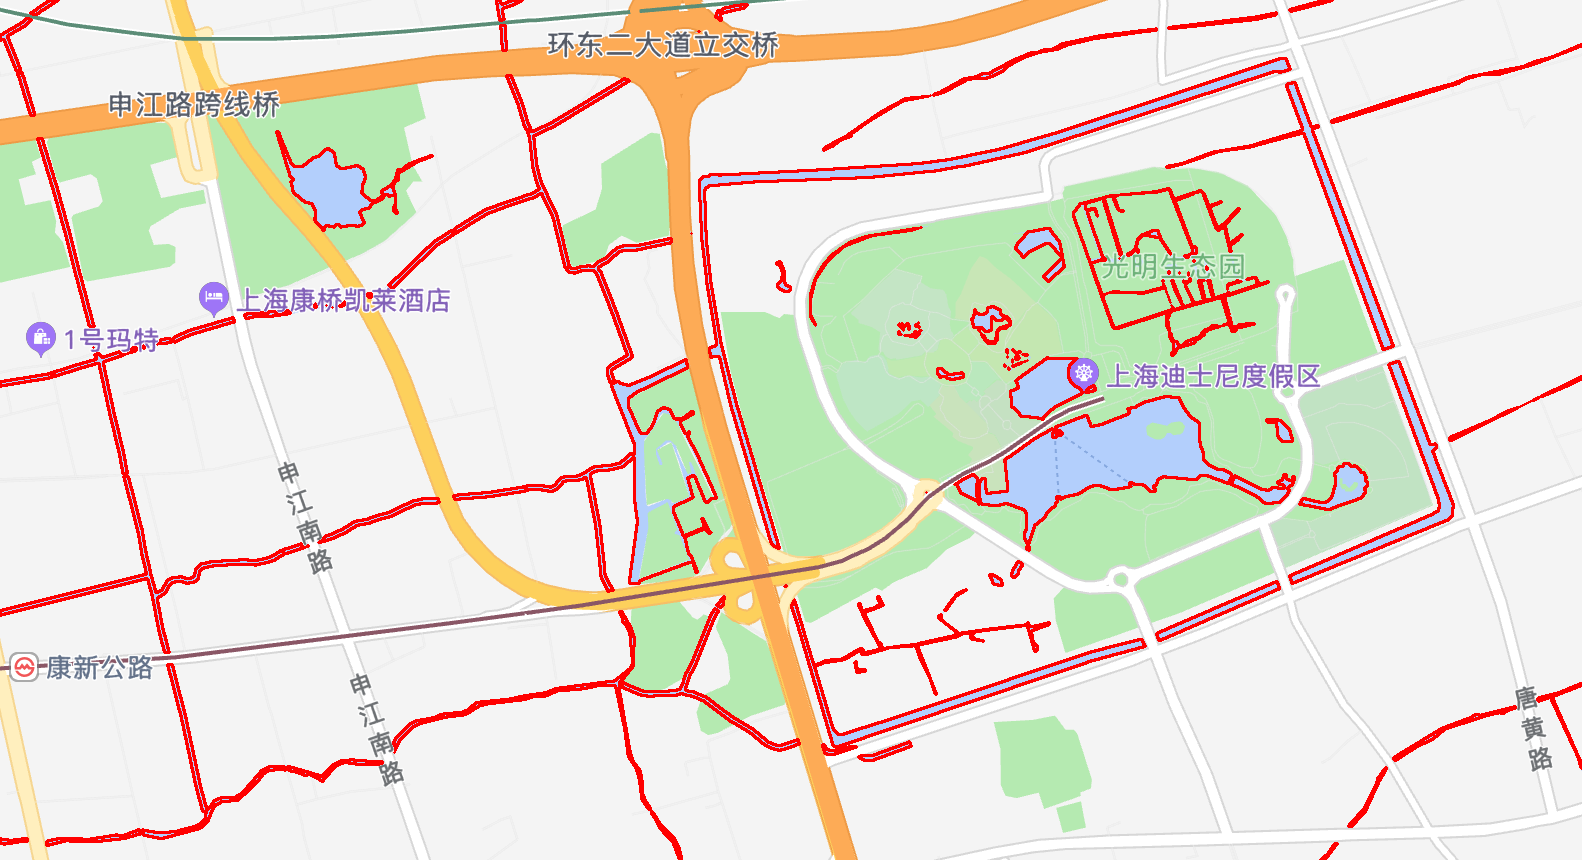 环东二大道立交桥
申江路跨线桥
光明生态园
上海康桥凯莱酒店
1号玛特
上海迪士尼度假区
申江南路
康新公路
申江南路
唐黄路